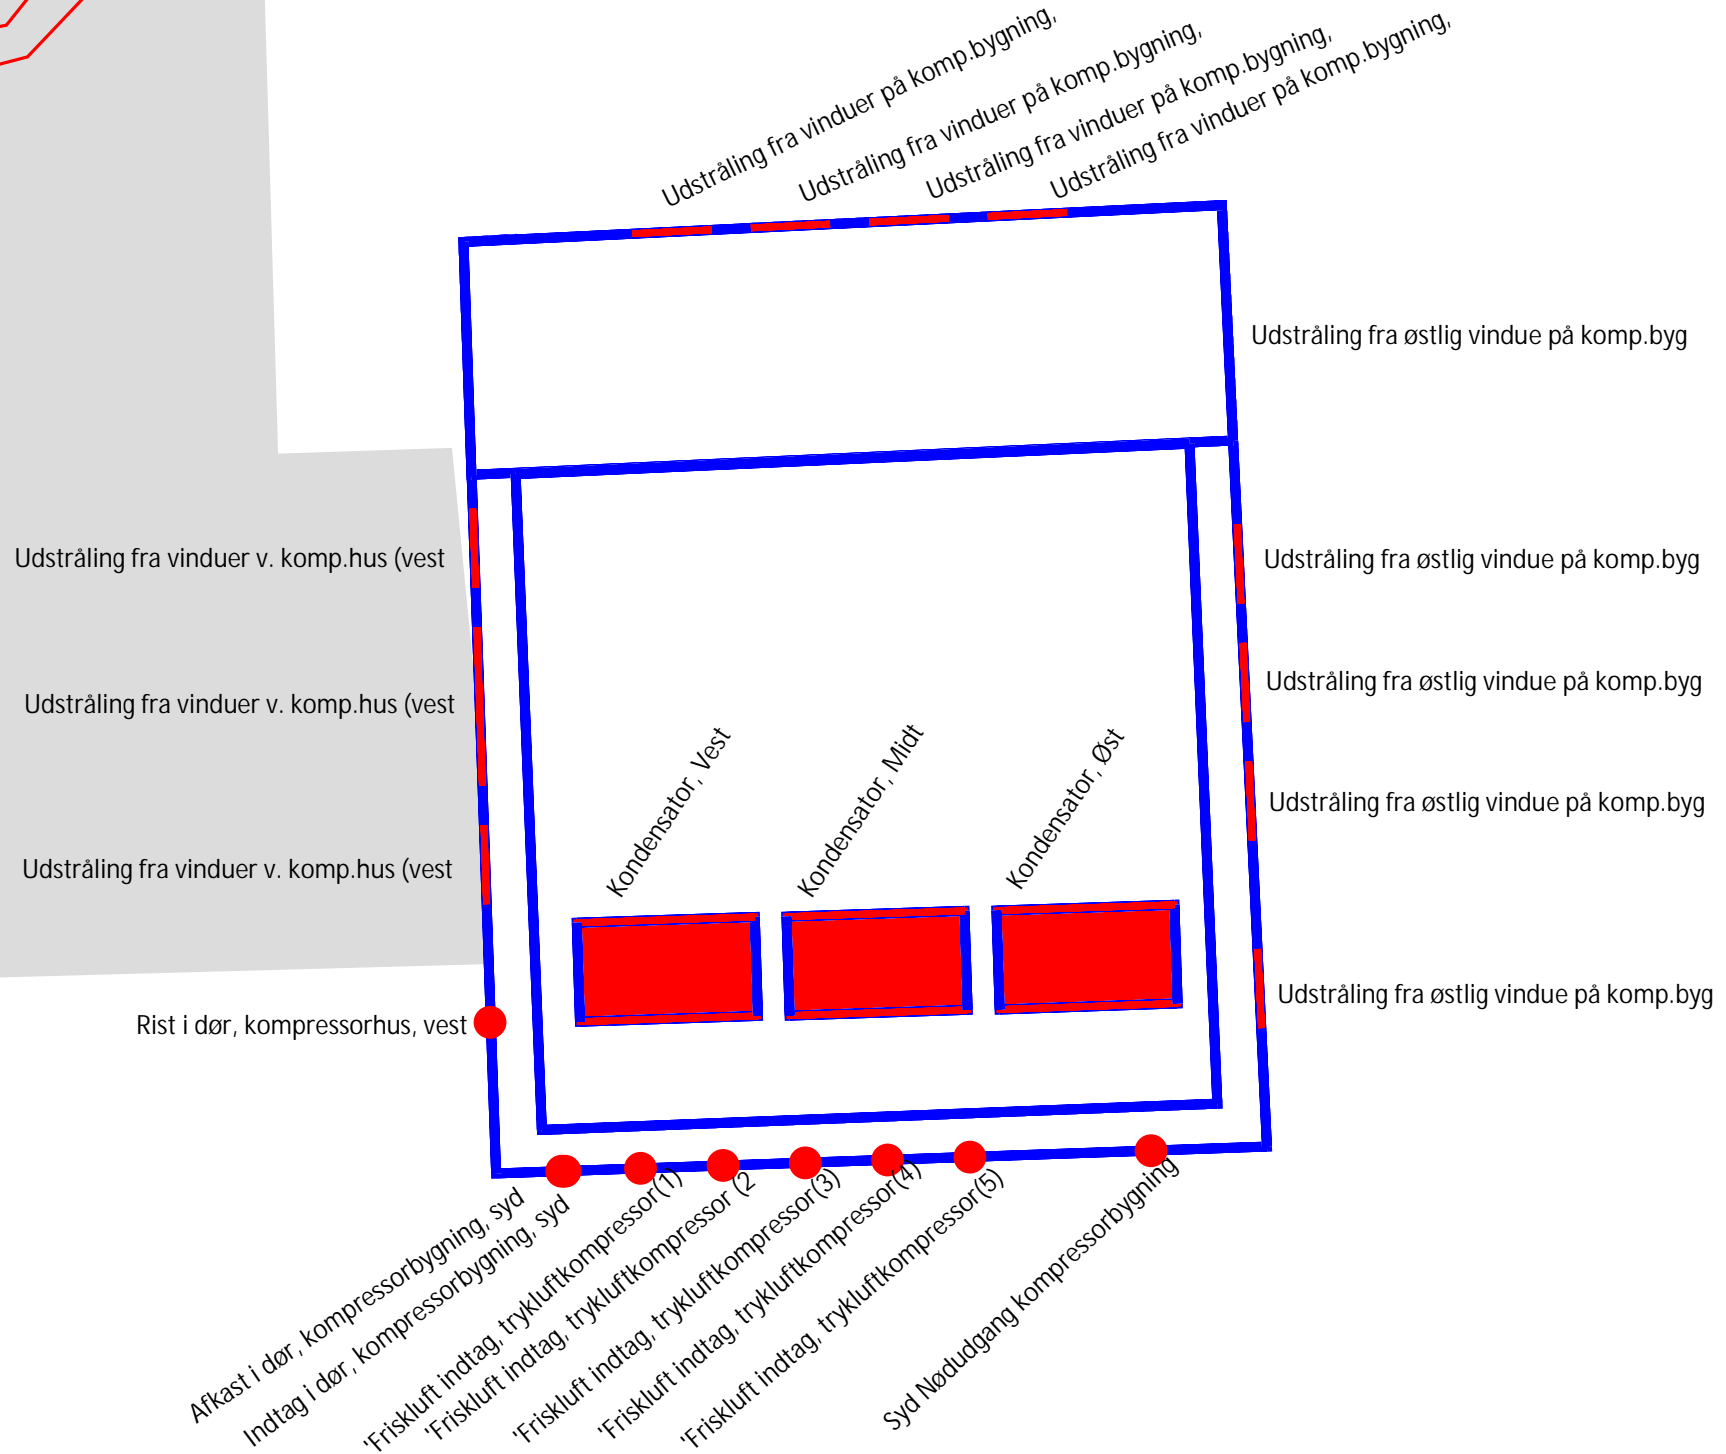 Udstråling fra vinduer på komp.bygning,
Udstråling fra vinduer på komp.bygning,
Udstråling fra vinduer på komp.bygning,
Udstråling fra vinduer på komp.bygning,
Udstråling fra østlig vindue på komp.byg
Udstråling fra vinduer v. komp.hus (vest
Udstråling fra østlig vindue på komp.byg
Udstråling fra vinduer v. komp.hus (vest
Udstråling fra østlig vindue på komp.byg
Kondensator, Vest
Kondensator, Midt
Kondensator, Øst
Udstråling fra østlig vindue på komp.byg
Udstråling fra vinduer v. komp.hus (vest
Udstråling fra østlig vindue på komp.byg
Rist i dør, kompressorhus, vest
Afkast i dør, kompressorbygning, syd
Indtag i dør, kompressorbygning, syd
'Friskluft indtag, trykluftkompressor(1)
'Friskluft indtag, trykluftkompressor (2
'Friskluft indtag, trykluftkompressor(3)
'Friskluft indtag, trykluftkompressor(4)
'Friskluft indtag, trykluftkompressor(5)
Syd Nødudgang kompressorbygning